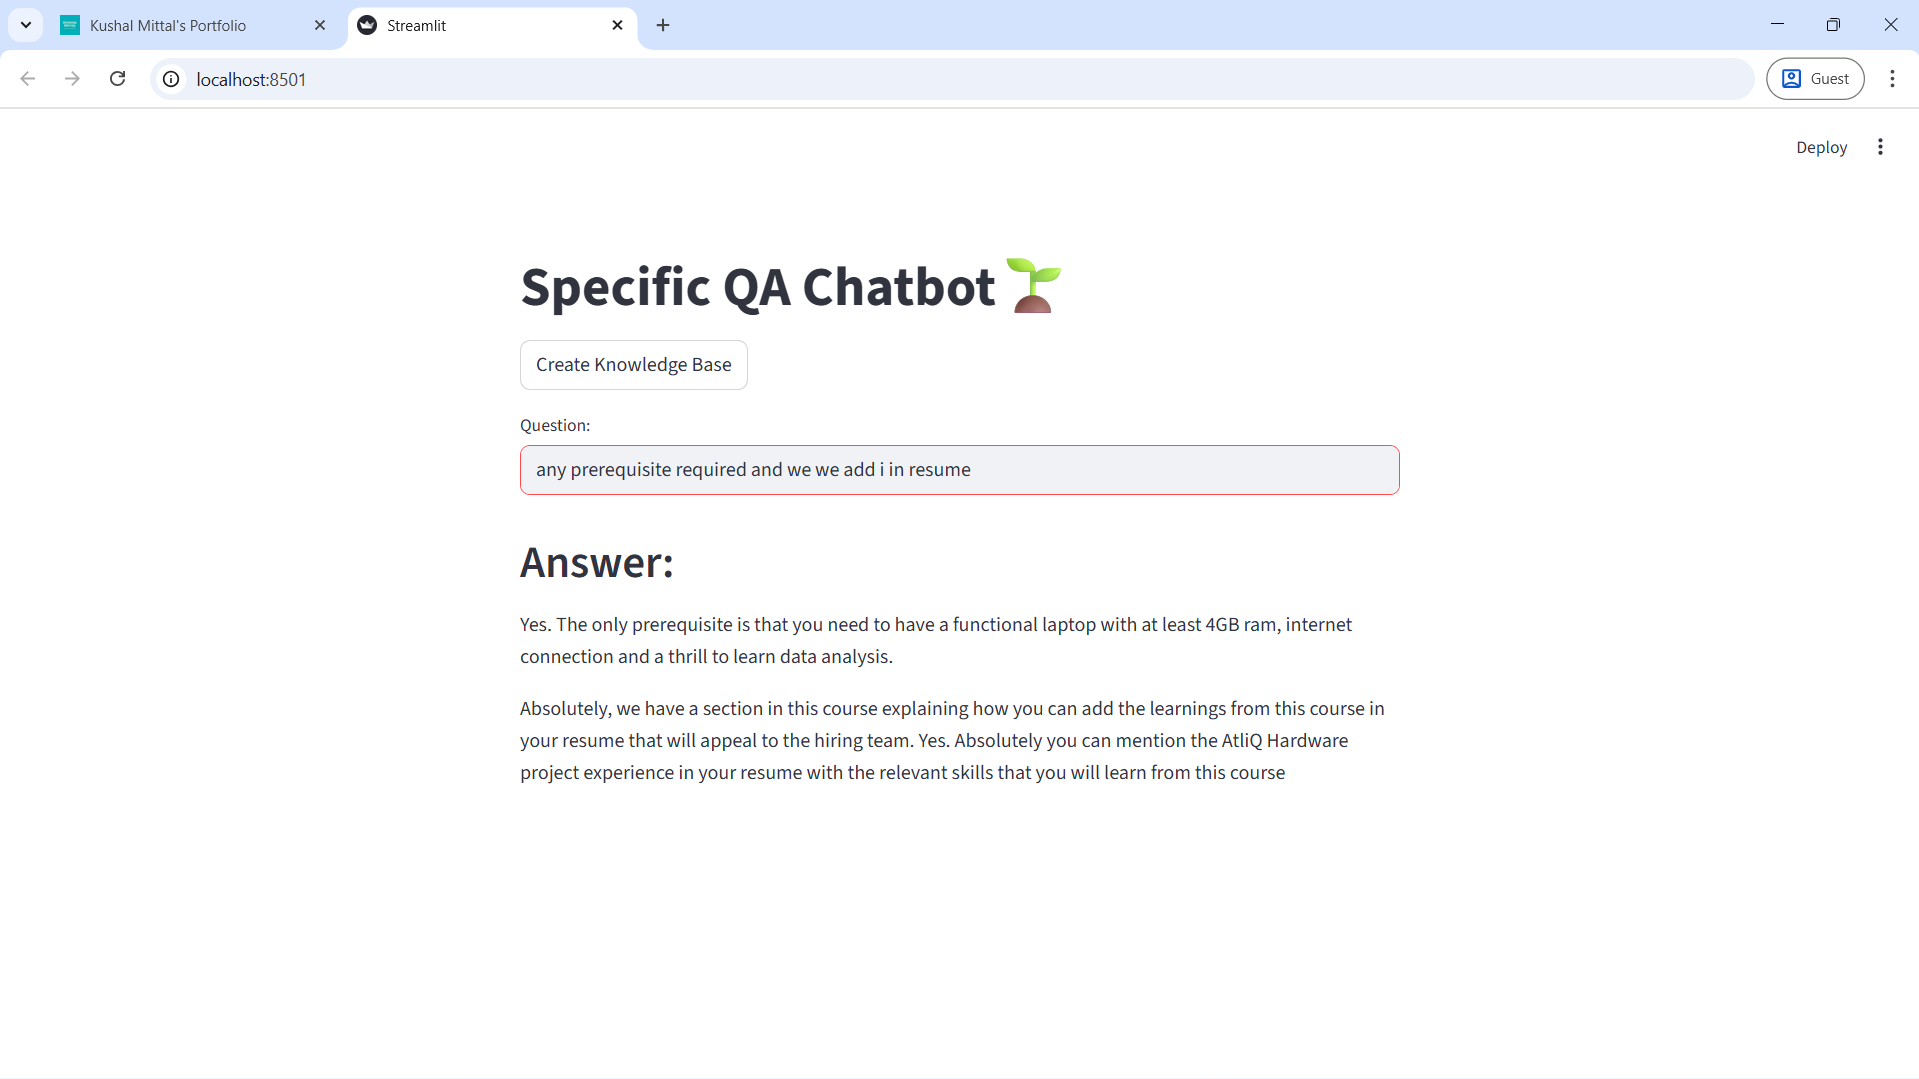 Kushal Mittal's Portfolio
Streamlit
localhost:8501
Guest
Deploy
Specific QA Chatbot
Create Knowledge Base
Question:
any prerequisite required and we we add i in resume
Answer:
Yes. The only prerequisite is that you need to have a functional laptop with at least 4GB ram, internet
connection and a thrill to learn data analysis.
Absolutely, we have a section in this course explaining how you can add the learnings from this course in
your resume that will appeal to the hiring team. Yes. Absolutely you can mention the AtliQ Hardware
project experience in your resume with the relevant skills that you will learn from this course